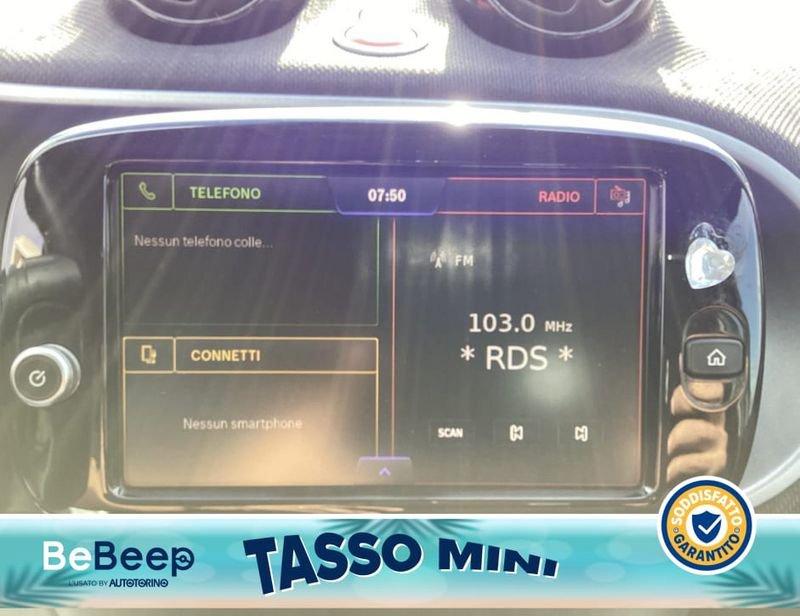 TELEFONO
07:50
RADIO
Nessun telefono colle...
FM
103.0 MHz
* RDS *
CONNETTI
Nessun smartphone
SCAN
BeBeep
L'USATO BY AUTOTORINO
TASSO MINI
SODDISFATTO
GARANTITO